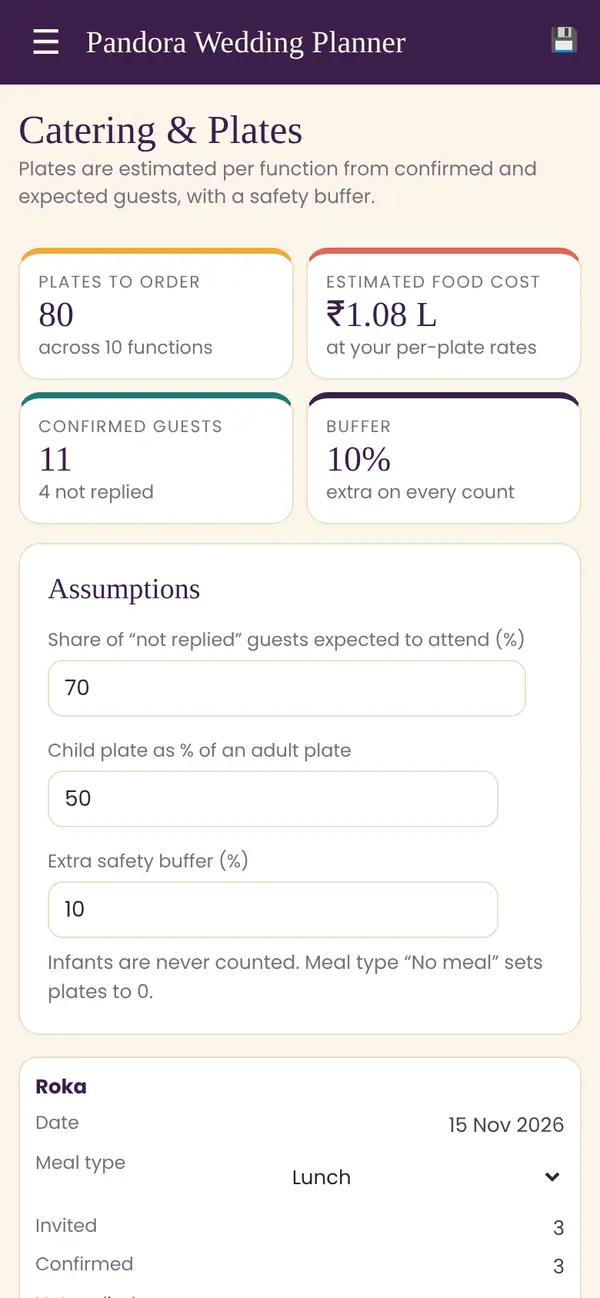 ☰ Pandora Wedding Planner 💾
Catering & Plates
Plates are estimated per function from confirmed and
expected guests, with a safety buffer.
PLATES TO ORDER
80
across 10 functions
ESTIMATED FOOD COST
₹1.08 L
at your per-plate rates
CONFIRMED GUESTS
11
4 not replied
BUFFER
10%
extra on every count
Assumptions
Share of “not replied” guests expected to attend (%)
70
Child plate as % of an adult plate
50
Extra safety buffer (%)
10
Infants are never counted. Meal type “No meal” sets
plates to 0.
Roka
Date 15 Nov 2026
Meal type Lunch
Invited 3
Confirmed 3